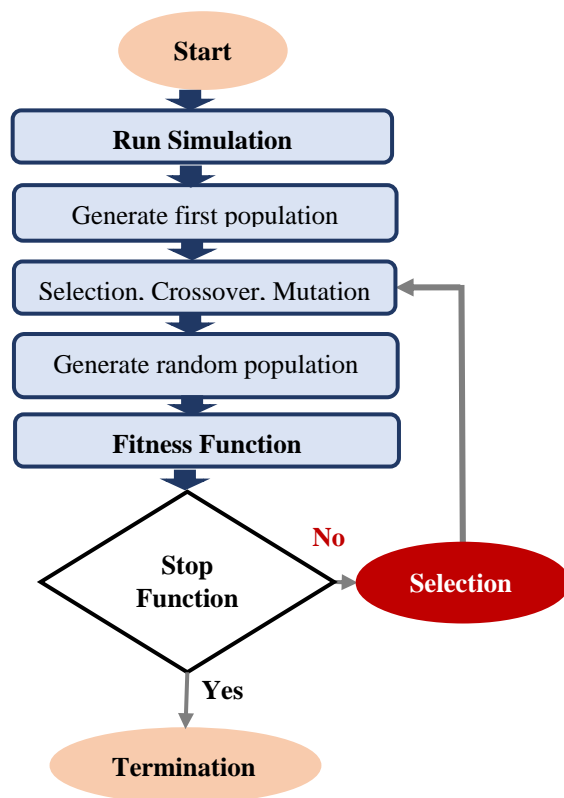 Start
Run Simulation
Generate first population
Selection, Crossover, Mutation
Generate random population
Fitness Function
Stop
Function
No
Selection
Yes
Termination